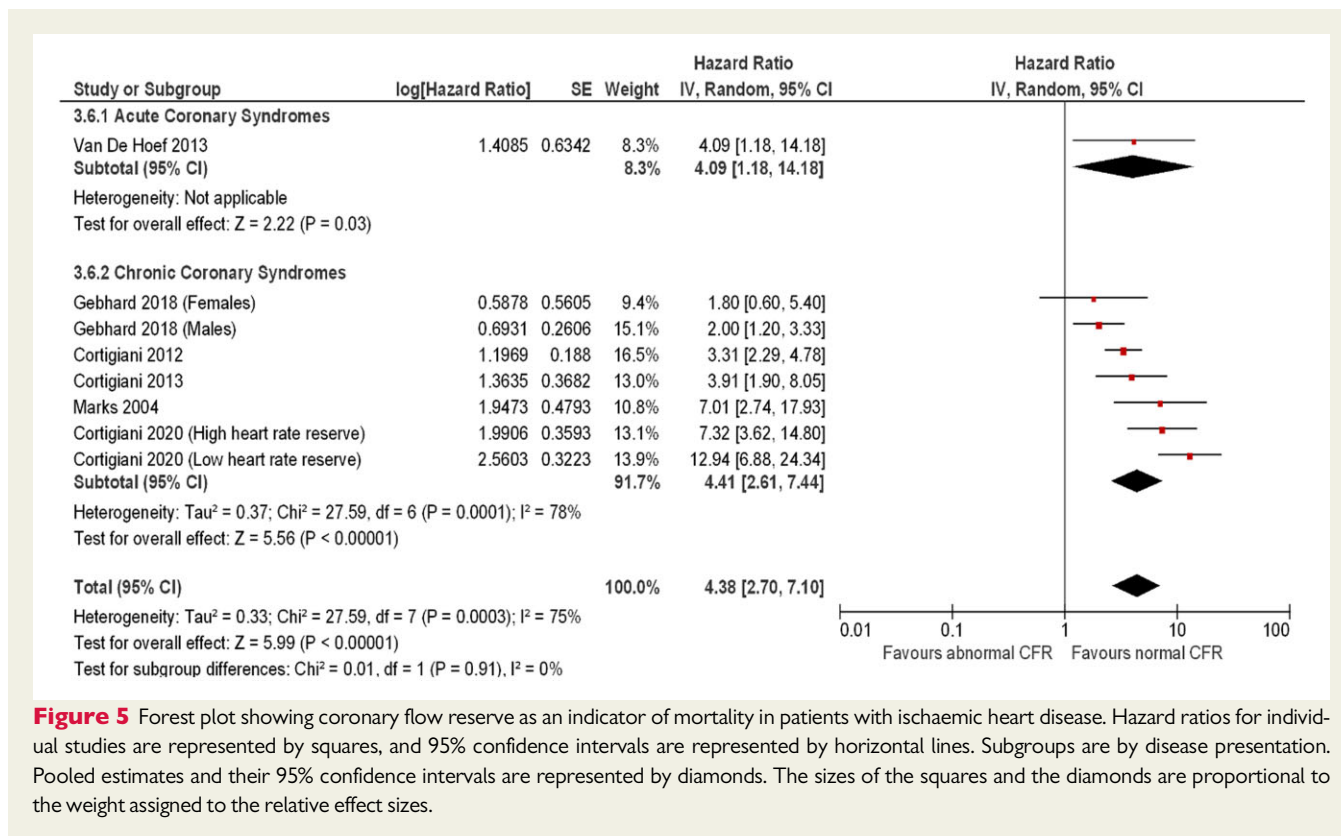 Hazard Ratio Hazard Ratio
Study or Subgroup log[Hazard Ratio] SE Weight IV, Random, 95% CI IV, Random, 95% CI
3.6.1 Acute Coronary Syndromes
Van De Hoef 2013 1.4085 0.6342 8.3% 4.09 [1.18, 14.18]
Subtotal (95% CI) 8.3% 4.09 [1.18, 14.18]
Heterogeneity: Not applicable
Test for overall effect: Z = 2.22 (P = 0.03)
3.6.2 Chronic Coronary Syndromes
Gebhard 2018 (Females) 0.5878 0.5605 9.4% 1.80 [0.60, 5.40]
Gebhard 2018 (Males) 0.6931 0.2606 15.1% 2.00 [1.20, 3.33]
Cortigiani 2012 1.1969 0.188 16.5% 3.31 [2.29, 4.78]
Cortigiani 2013 1.3635 0.3682 13.0% 3.91 [1.90, 8.05]
Marks 2004 1.9473 0.4793 10.8% 7.01 [2.74, 17.93]
Cortigiani 2020 (High heart rate reserve) 1.9906 0.3593 13.1% 7.32 [3.62, 14.80]
Cortigiani 2020 (Low heart rate reserve) 2.5603 0.3223 13.9% 12.94 [6.88, 24.34]
Subtotal (95% CI) 91.7% 4.41 [2.61, 7.44]
Heterogeneity: Tau² = 0.37; Chi² = 27.59, df = 6 (P = 0.0001); I² = 78%
Test for overall effect: Z = 5.56 (P < 0.00001)
Total (95% CI) 100.0% 4.38 [2.70, 7.10]
Heterogeneity: Tau² = 0.33; Chi² = 27.59, df = 7 (P = 0.0003); I² = 75%
Test for overall effect: Z = 5.99 (P < 0.00001)
Test for subgroup differences: Chi² = 0.01, df = 1 (P = 0.91), I² = 0%
0.01 0.1 1 10 100
Favours abnormal CFR Favours normal CFR
Figure 5 Forest plot showing coronary flow reserve as an indicator of mortality in patients with ischaemic heart disease. Hazard ratios for individ-
ual studies are represented by squares, and 95% confidence intervals are represented by horizontal lines. Subgroups are by disease presentation.
Pooled estimates and their 95% confidence intervals are represented by diamonds. The sizes of the squares and the diamonds are proportional to
the weight assigned to the relative effect sizes.